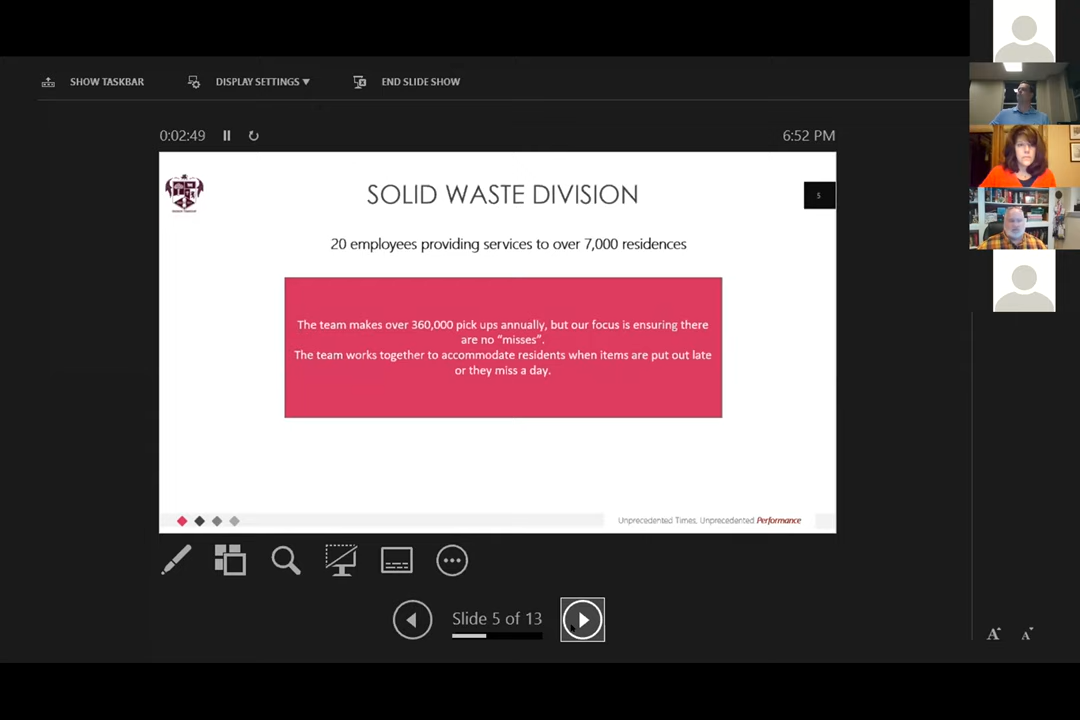 SHOW TASKBAR
DISPLAY SETTINGS
END SLIDE SHOW
0:02:49
6:52 PM
SOLID WASTE DIVISION
5
20 employees providing services to over 7,000 residences
The team makes over 360,000 pick ups annually, but our focus is ensuring there
are no “misses”.
The team works together to accommodate residents when items are put out late
or they miss a day.
Unprecedented Times, Unprecedented Performance
Slide 5 of 13
A A